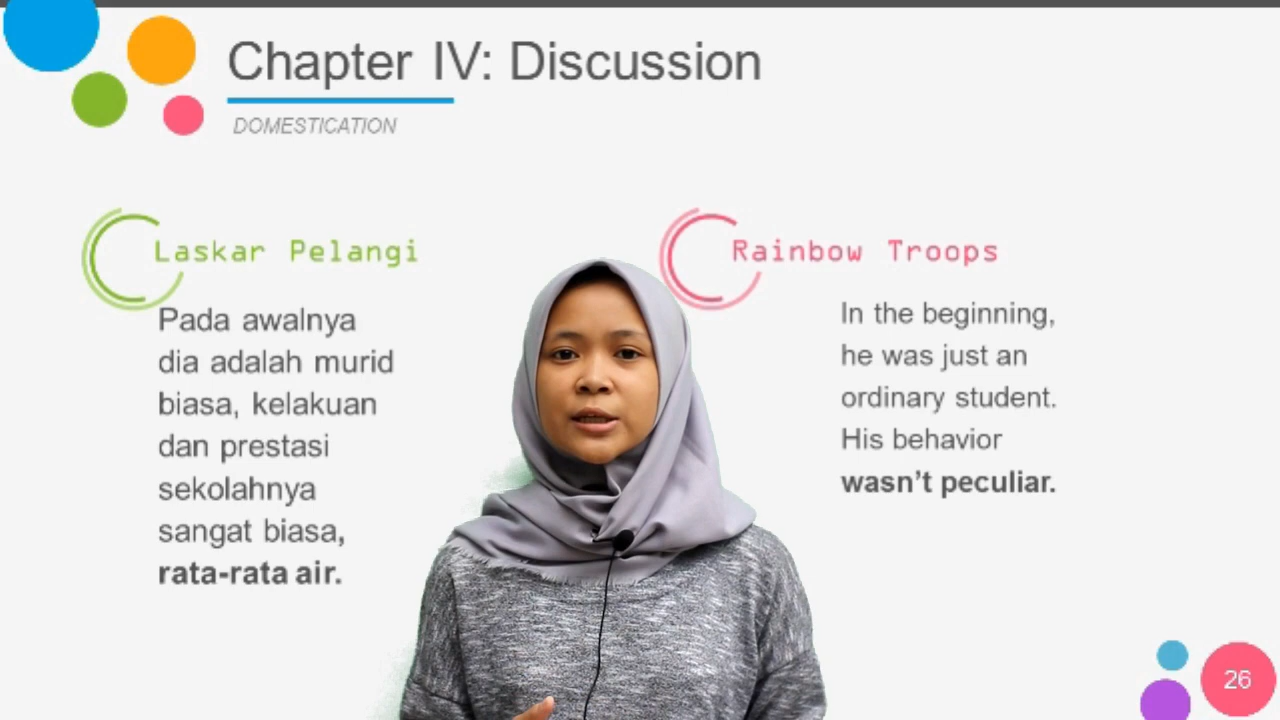 Chapter IV: Discussion
DOMESTICATION
Laskar Pelangi
Pada awalnya
dia adalah murid
biasa, kelakuan
dan prestasi
sekolahnya
sangat biasa,
rata-rata air.
Rainbow Troops
In the beginning,
he was just an
ordinary student.
His behavior
wasn't peculiar.
26